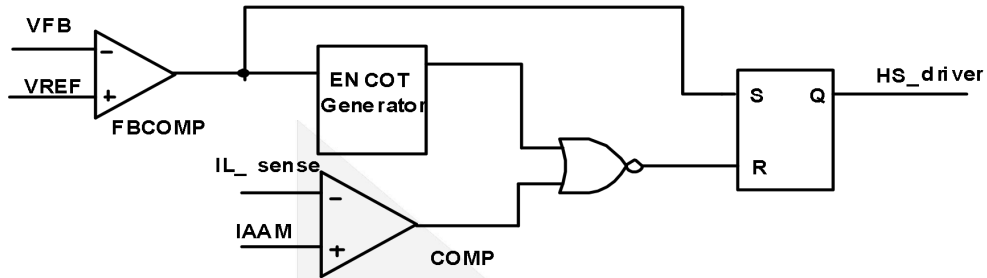 VFB
VREF
FBCOMP
EN COT
Generator
IL_ sense
IAAM
COMP
S Q
R
HS_driver